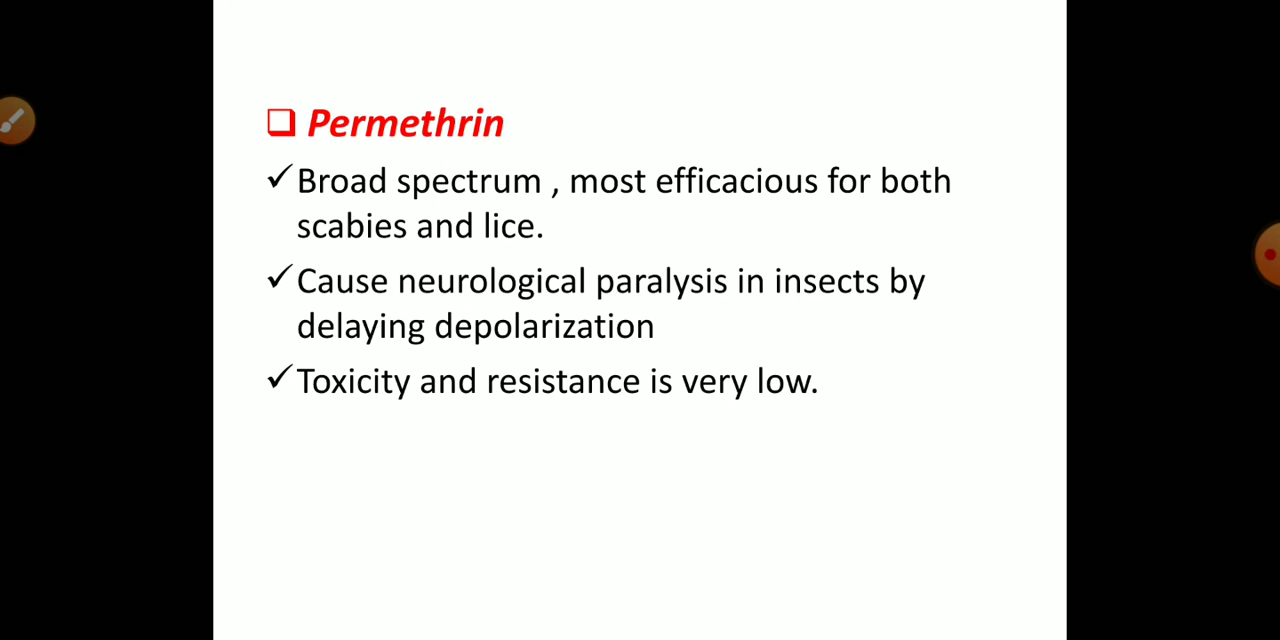 ❑ Permethrin
✓Broad spectrum , most efficacious for both
scabies and lice.
✓Cause neurological paralysis in insects by
delaying depolarization
✓Toxicity and resistance is very low.